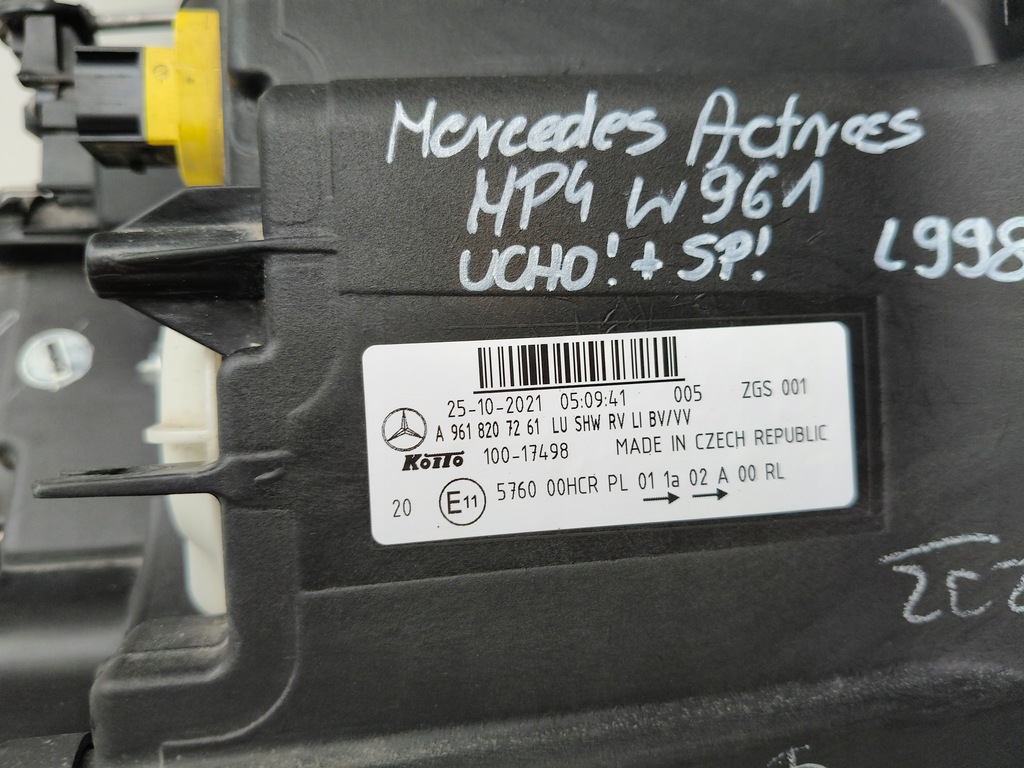 Mercedes Actrees
MP4 W961
UCHO! + SP!
L998
25-10-2021 05:09:41 005 ZGS 001
A 961 820 72 61 LU SHW RV LI BV/VV
KOITO 100-17498 MADE IN CZECH REPUBLIC
20 E11 5760 00HCR PL 01 1a 02 A 00 RL